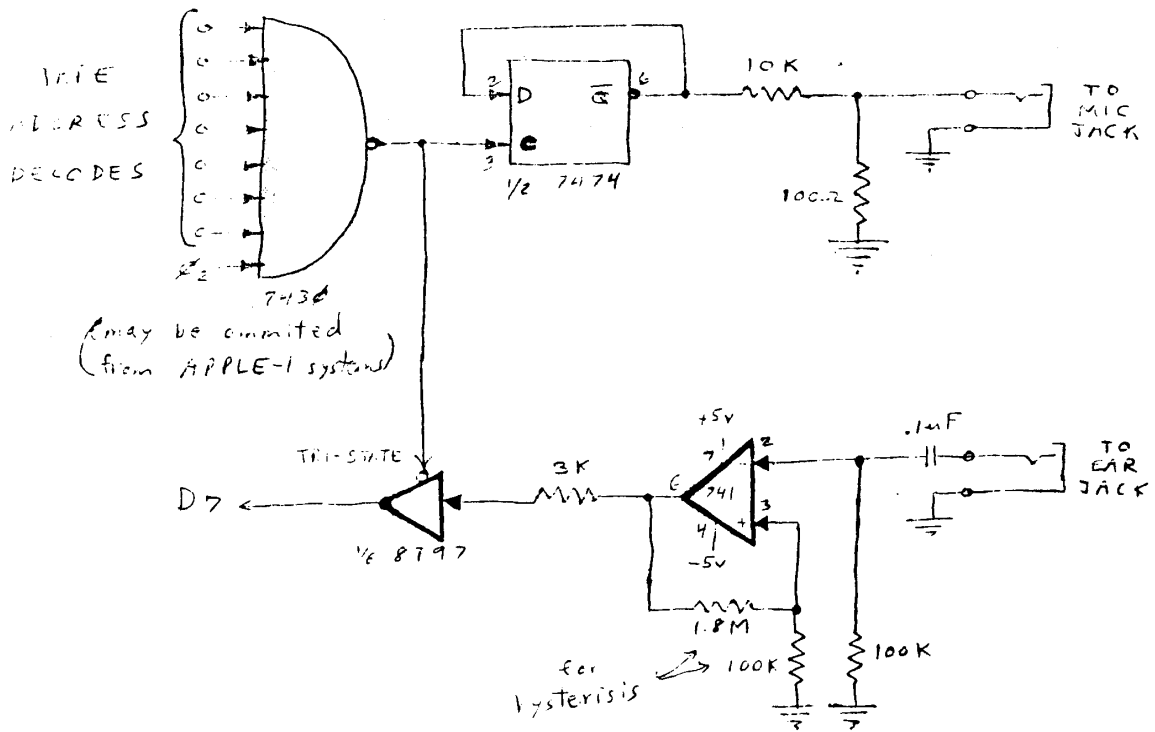 ADDRESS
DECODES
Φ2
7430
(may be ommited
from APPLE-1 systems)
2
D
Q
6
3
C
1/2 7474
10K
100Ω
TO
MIC
JACK
TRI-STATE
D7
1/6 8T97
3K
+5v
7
2
-
6
741
3
+
4
-5v
.1uF
TO
EAR
JACK
1.8M
100K
100K
for
hysterisis